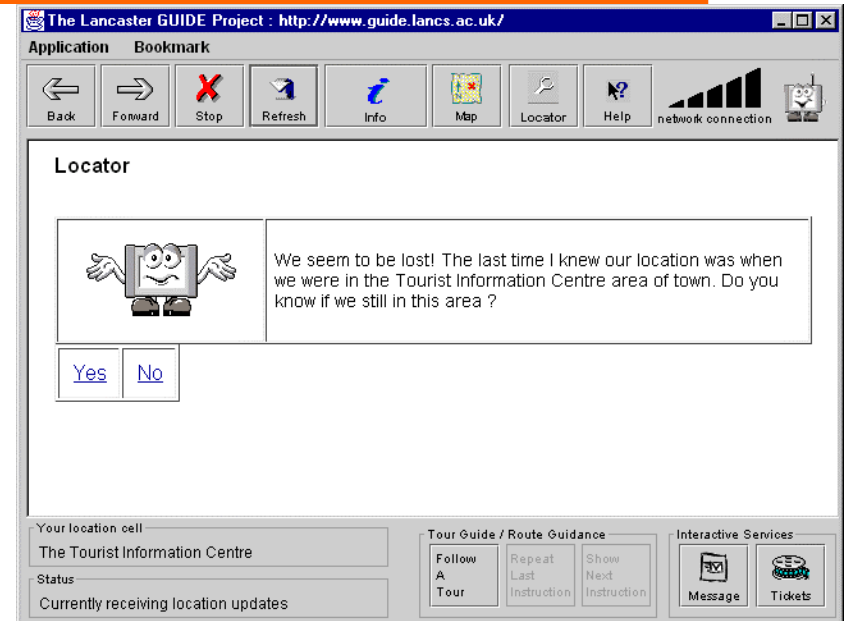 The Lancaster GUIDE Project : http://www.guide.lancs.ac.uk/
Application Bookmark
Back Forward Stop Refresh Info Map Locator Help network connection
Locator
We seem to be lost! The last time I knew our location was when
we were in the Tourist Information Centre area of town. Do you
know if we still in this area ?
Yes No
Your location cell
The Tourist Information Centre
Status
Currently receiving location updates
Tour Guide / Route Guidance
Follow
A
Tour
Repeat
Last
Instruction
Show
Next
Instruction
Interactive Services
Message Tickets